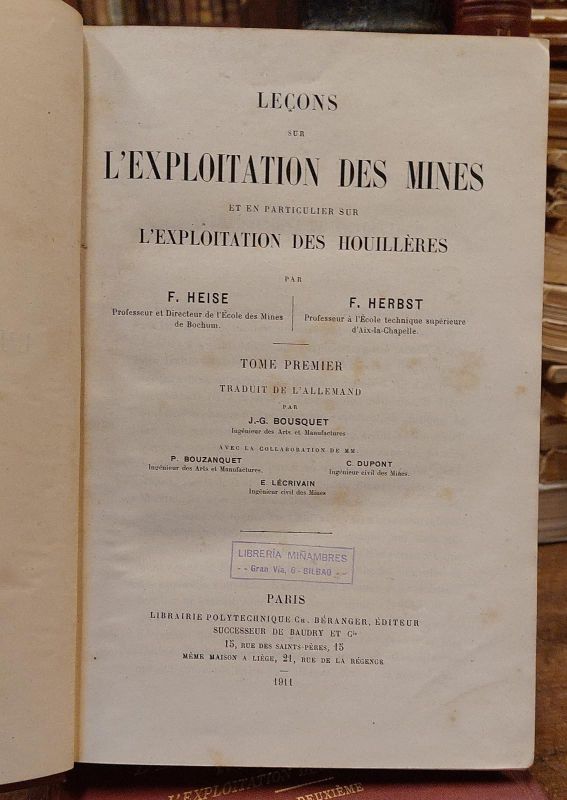 LEÇONS
SUR
L'EXPLOITATION DES MINES
ET EN PARTICULIER SUR
L'EXPLOITATION DES HOUILLÈRES
PAR
F. HEISE
Professeur et Directeur de l'École des Mines
de Bochum.
F. HERBST
Professeur à l'École technique supérieure
d'Aix-la-Chapelle.
TOME PREMIER
TRADUIT DE L'ALLEMAND
PAR
J.-G. BOUSQUET
Ingénieur des Arts et Manufactures
AVEC LA COLLABORATION DE MM.
P. BOUZANQUET
Ingénieur des Arts et Manufactures.
C. DUPONT
Ingénieur civil des Mines.
E. LÉCRIVAIN
Ingénieur civil des Mines
LIBRERÍA MIÑAMBRES
- - Gran Vía, 6 - BILBAO - -
PARIS
LIBRAIRIE POLYTECHNIQUE CH. BÉRANGER, ÉDITEUR
SUCCESSEUR DE BAUDRY ET Cie
15, RUE DES SAINTS-PÈRES, 15
MÊME MAISON A LIÉGE, 21, RUE DE LA RÉGENCE
1911
L'EXPLOITATION
DEUXIÈME